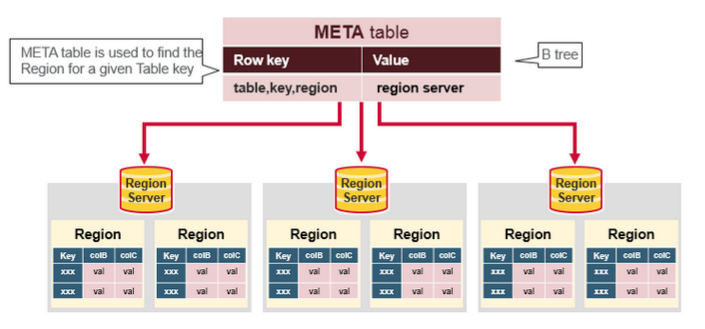 META table
META table is used to find the
Region for a given Table key
Row key Value
B tree
table,key,region region server
Region
Server
Region
Server
Region
Server
Region Region Region Region Region Region
Key colB colC Key colB colC Key colB colC Key colB colC Key colB colC Key colB colC
xxx val val xxx val val xxx val val xxx val val xxx val val xxx val val
xxx val val xxx val val xxx val val xxx val val xxx val val xxx val val